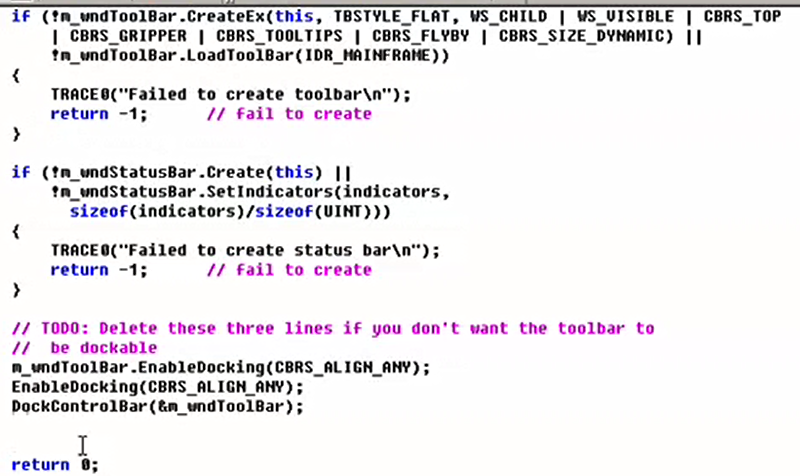 if (!m_wndToolBar.CreateEx(this, TBSTYLE_FLAT, WS_CHILD | WS_VISIBLE | CBRS_TOP
| CBRS_GRIPPER | CBRS_TOOLTIPS | CBRS_FLYBY | CBRS_SIZE_DYNAMIC) ||
!m_wndToolBar.LoadToolBar(IDR_MAINFRAME))
{
TRACE0("Failed to create toolbar\n");
return -1;      // fail to create
}
if (!m_wndStatusBar.Create(this) ||
!m_wndStatusBar.SetIndicators(indicators,
sizeof(indicators)/sizeof(UINT)))
{
TRACE0("Failed to create status bar\n");
return -1;      // fail to create
}
// TODO: Delete these three lines if you don't want the toolbar to
//  be dockable
m_wndToolBar.EnableDocking(CBRS_ALIGN_ANY);
EnableDocking(CBRS_ALIGN_ANY);
DockControlBar(&m_wndToolBar);
return 0;